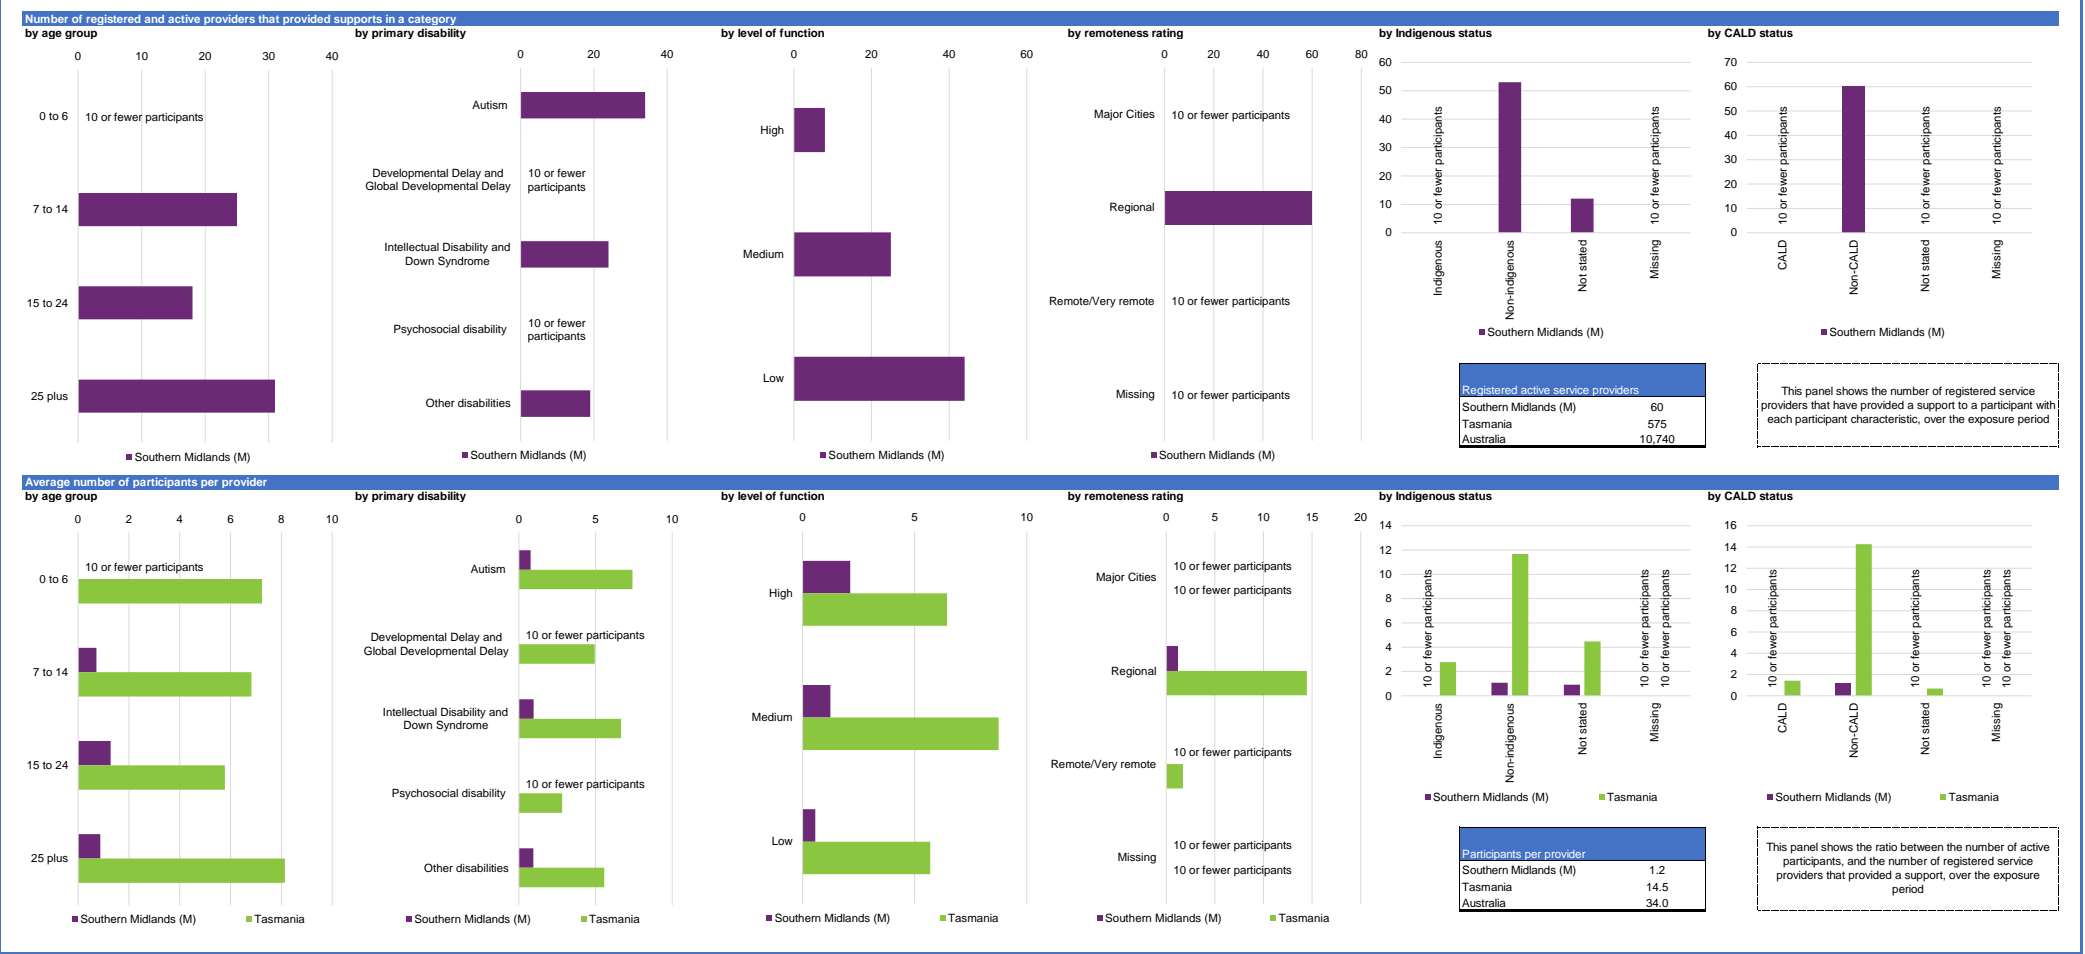 Number of registered and active providers that provided supports in a category
by age group
0 10 20 30 40
0 to 6
10 or fewer participants
7 to 14
15 to 24
25 plus
Southern Midlands (M)
by primary disability
0 20 40
Autism
Developmental Delay and
Global Developmental Delay
10 or fewer
participants
Intellectual Disability and
Down Syndrome
Psychosocial disability
10 or fewer
participants
Other disabilities
Southern Midlands (M)
by level of function
0 20 40 60
High
Medium
Low
Southern Midlands (M)
by remoteness rating
0 20 40 60 80
Major Cities
10 or fewer participants
Regional
Remote/Very remote
10 or fewer participants
Missing
10 or fewer participants
Southern Midlands (M)
by Indigenous status
60
50
40
30
20
10
0
10 or fewer participants
10 or fewer participants
Indigenous
Non-indigenous
Not stated
Missing
Southern Midlands (M)
by CALD status
70
60
50
40
30
20
10
0
10 or fewer participants
10 or fewer participants
10 or fewer participants
CALD
Non-CALD
Not stated
Missing
Southern Midlands (M)
Registered active service providers
Southern Midlands (M) 60
Tasmania 575
Australia 10,740
This panel shows the number of registered service
providers that have provided a support to a participant with
each participant characteristic, over the exposure period
Average number of participants per provider
by age group
0 2 4 6 8 10
0 to 6
10 or fewer participants
7 to 14
15 to 24
25 plus
Southern Midlands (M) Tasmania
by primary disability
0 5 10
Autism
Developmental Delay and
Global Developmental Delay
10 or fewer participants
Intellectual Disability and
Down Syndrome
Psychosocial disability
10 or fewer participants
Other disabilities
Southern Midlands (M) Tasmania
by level of function
0 5 10
High
Medium
Low
Southern Midlands (M) Tasmania
by remoteness rating
0 5 10 15 20
Major Cities
10 or fewer participants
10 or fewer participants
Regional
Remote/Very remote
10 or fewer participants
Missing
10 or fewer participants
10 or fewer participants
Southern Midlands (M) Tasmania
by Indigenous status
14
12
10
8
6
4
2
0
10 or fewer participants
10 or fewer participants
10 or fewer participants
Indigenous
Non-indigenous
Not stated
Missing
Southern Midlands (M) Tasmania
by CALD status
16
14
12
10
8
6
4
2
0
10 or fewer participants
10 or fewer participants
10 or fewer participants
10 or fewer participants
CALD
Non-CALD
Not stated
Missing
Southern Midlands (M) Tasmania
Participants per provider
Southern Midlands (M) 1.2
Tasmania 14.5
Australia 34.0
This panel shows the ratio between the number of active
participants, and the number of registered service
providers that provided a support, over the exposure
period